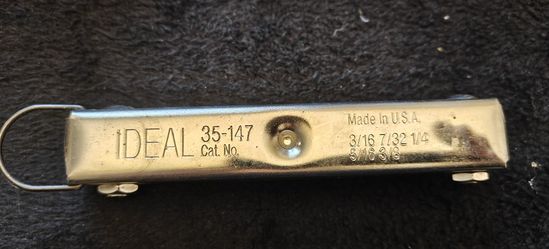 IDEAL
35-147
Cat. No.
Made In U.S.A.
3/16 7/32 1/4
5/16 3/8